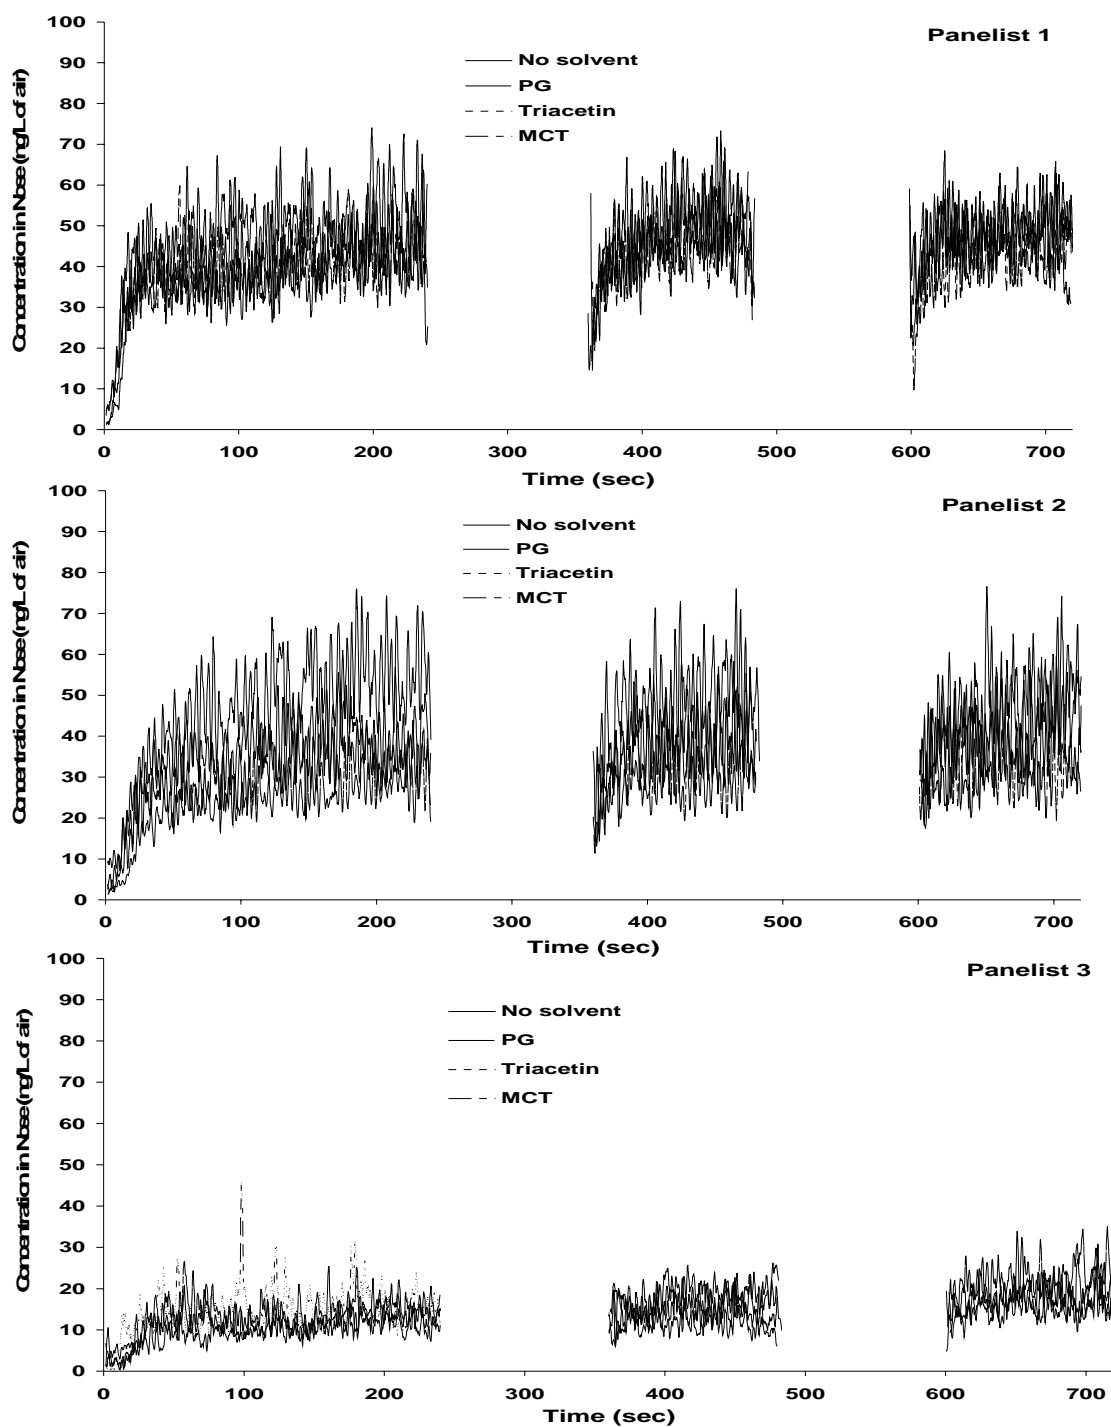 Panelist 1
No solvent
PG
Triacetin
MCT
Concentration in Nose (ng/L of air)
100
90
80
70
60
50
40
30
20
10
0
0 100 200 300 400 500 600 700
Time (sec)
Panelist 2
No solvent
PG
Triacetin
MCT
Concentration in Nose (ng/L of air)
100
90
80
70
60
50
40
30
20
10
0
0 100 200 300 400 500 600 700
Time (sec)
Panelist 3
No solvent
PG
Triacetin
MCT
Concentration in Nose (ng/L of air)
100
90
80
70
60
50
40
30
20
10
0
0 100 200 300 400 500 600 700
Time (sec)